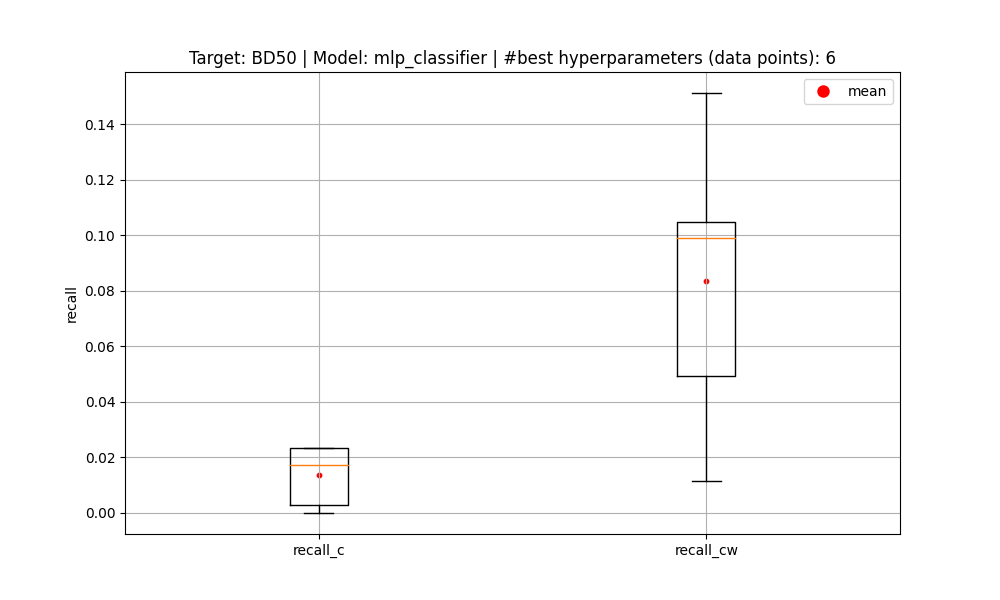 Target: BD50 | Model: mlp_classifier | #best hyperparameters (data points): 6
mean
0.14
0.12
0.10
0.08
0.06
0.04
0.02
0.00
recall
recall_c
recall_cw